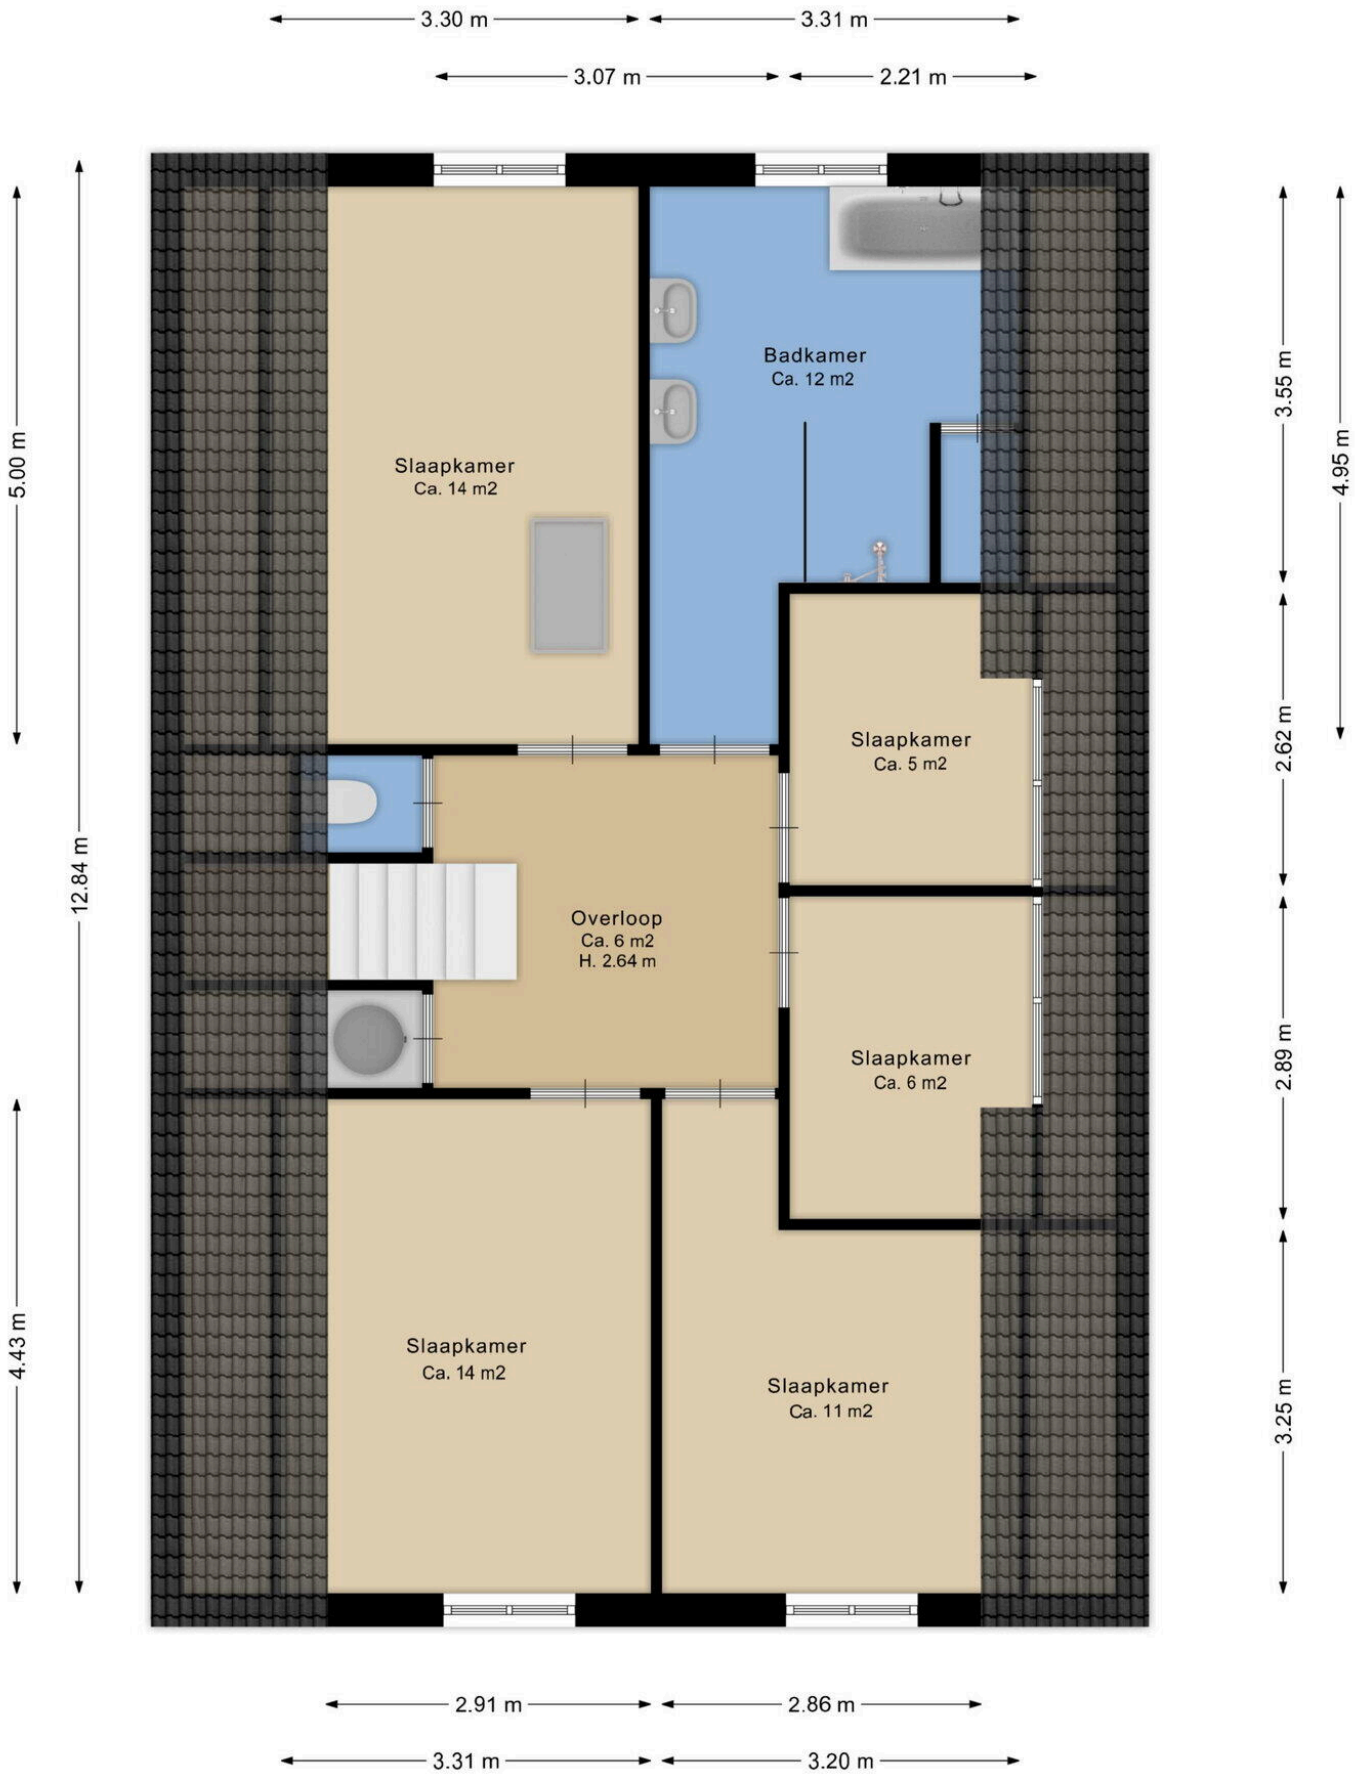 3.30 m
3.31 m
3.07 m
2.21 m
5.00 m
12.84 m
4.43 m
3.55 m
4.95 m
2.62 m
2.89 m
3.25 m
Slaapkamer
Ca. 14 m2
Badkamer
Ca. 12 m2
Slaapkamer
Ca. 5 m2
Overloop
Ca. 6 m2
H. 2.64 m
Slaapkamer
Ca. 6 m2
Slaapkamer
Ca. 14 m2
Slaapkamer
Ca. 11 m2
2.91 m
2.86 m
3.31 m
3.20 m